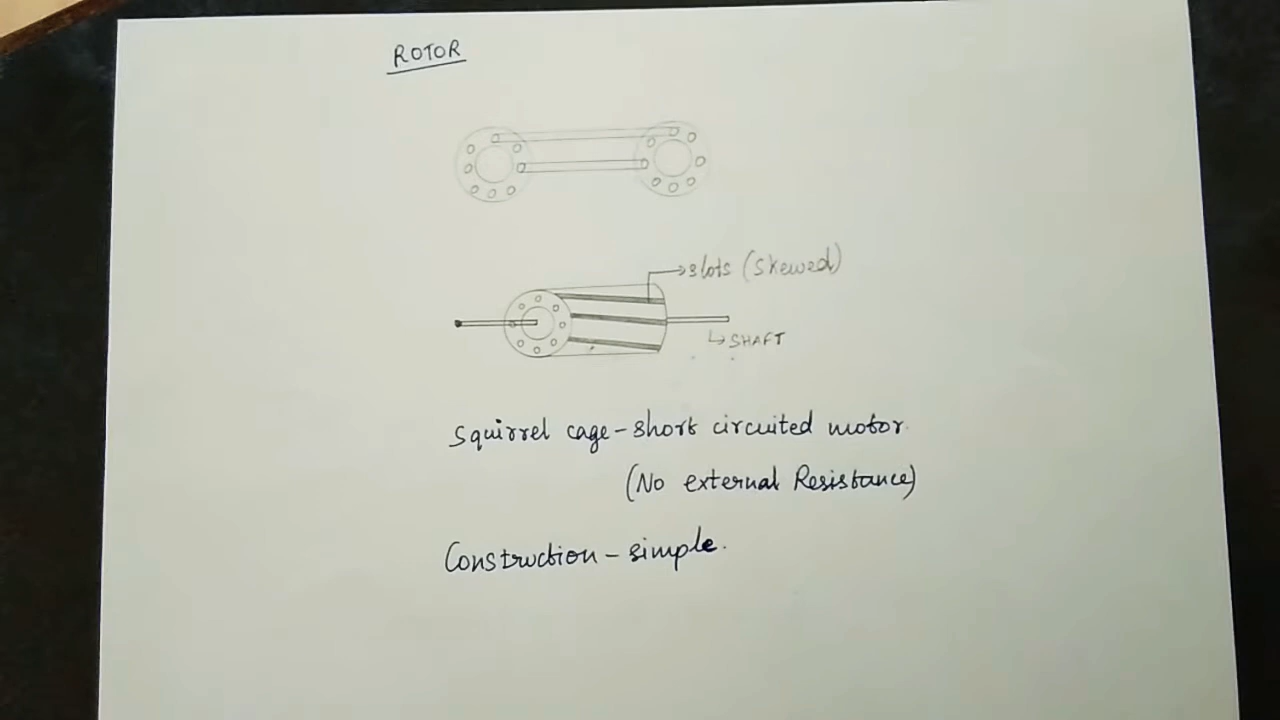 ROTOR
slots (skewed)
SHAFT
Squirrel cage - short circuited motor
(No external Resistance)
Construction - simple.